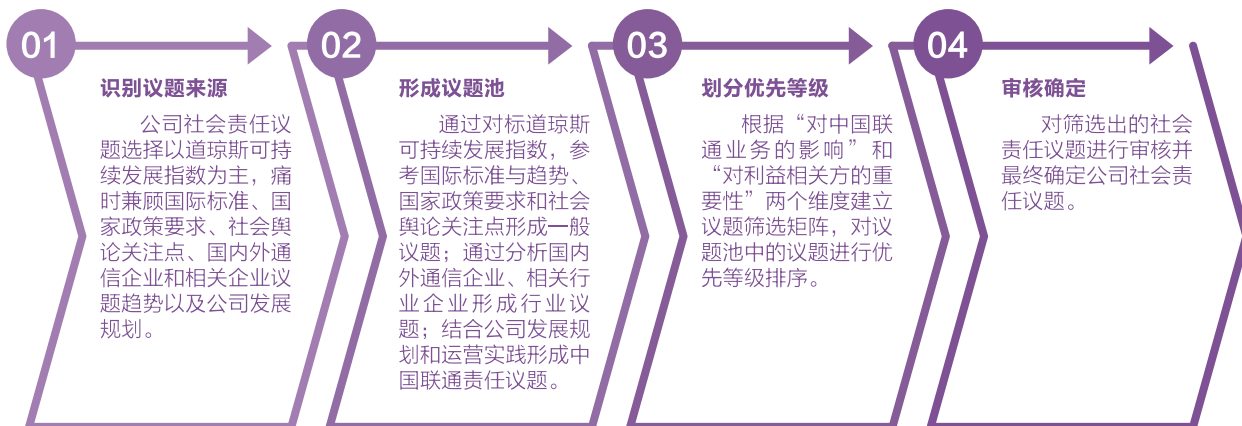 01
识别议题来源
公司社会责任议
题选择以道琼斯可持
续发展指数为主，痛
时兼顾国际标准、国
家政策要求、社会舆
论关注点、国内外通
信企业和相关企业议
题趋势以及公司发展
规划。
02
形成议题池
通过对标道琼斯
可持续发展指数，参
考国际标准与趋势、
国家政策要求和社会
舆论关注点形成一般
议题；通过分析国内
外通信企业、相关行
业企业形成行业议
题；结合公司发展规
划和运营实践形成中
国联通责任议题。
03
划分优先等级
根据“对中国联
通业务的影响”和
“对利益相关方的重
要性”两个维度建立
议题筛选矩阵，对议
题池中的议题进行优
先等级排序。
04
审核确定
对筛选出的社会
责任议题进行审核并
最终确定公司社会责
任议题。